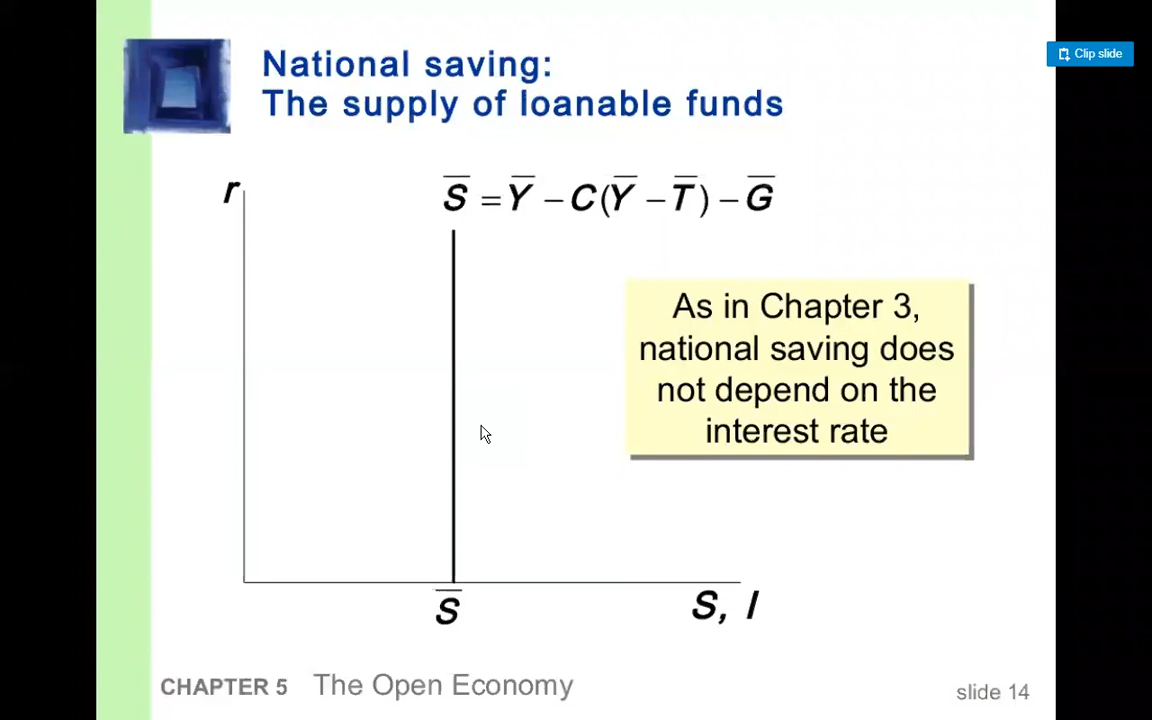 Clip slide
National saving:
The supply of loanable funds
r
S̅ = Y̅ − C(Y̅ − T̅) − G̅
As in Chapter 3,
national saving does
not depend on the
interest rate
S̅
S, I
CHAPTER 5 The Open Economy
slide 14